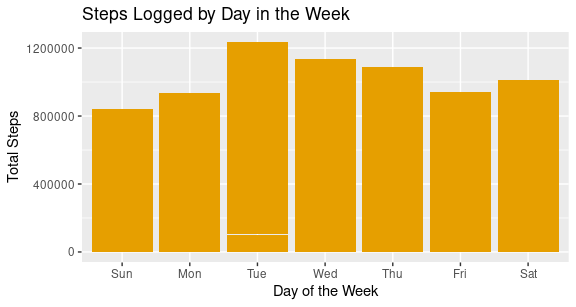 Steps Logged by Day in the Week
Total Steps
1200000
800000
400000
0
Sun Mon Tue Wed Thu Fri Sat
Day of the Week